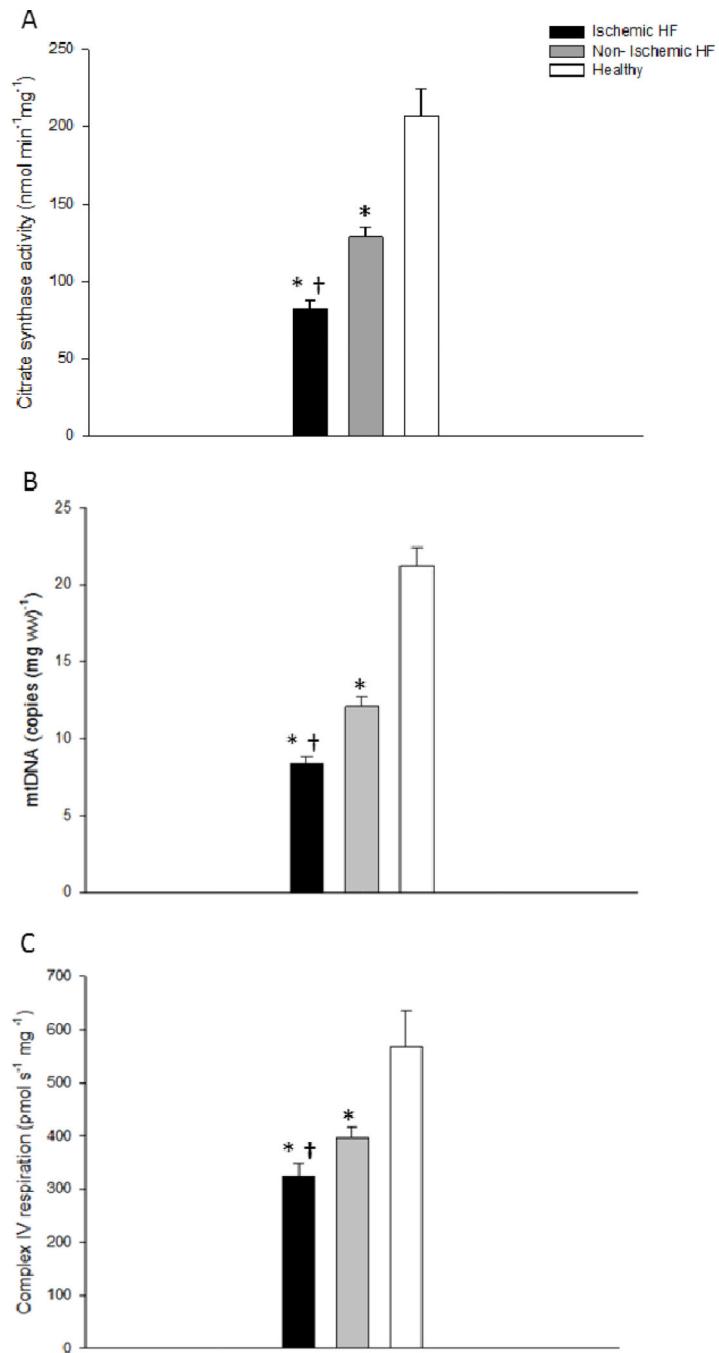 A
Ischemic HF
Non- Ischemic HF
Healthy
Citrate synthase activity (nmol min⁻¹mg⁻¹)
250
200
150
100
50
0
* †
*
B
mtDNA (copies (mg ww)⁻¹
25
20
15
10
5
0
* †
*
C
Complex IV respiration (pmol s⁻¹ mg ⁻¹)
700
600
500
400
300
200
100
0
* †
*